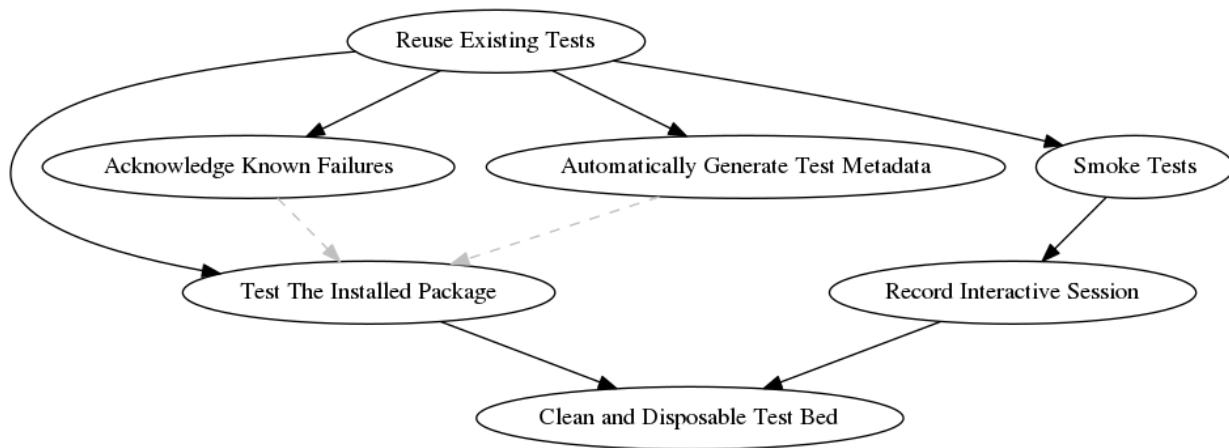 Reuse Existing Tests
Acknowledge Known Failures
Automatically Generate Test Metadata
Smoke Tests
Test The Installed Package
Record Interactive Session
Clean and Disposable Test Bed